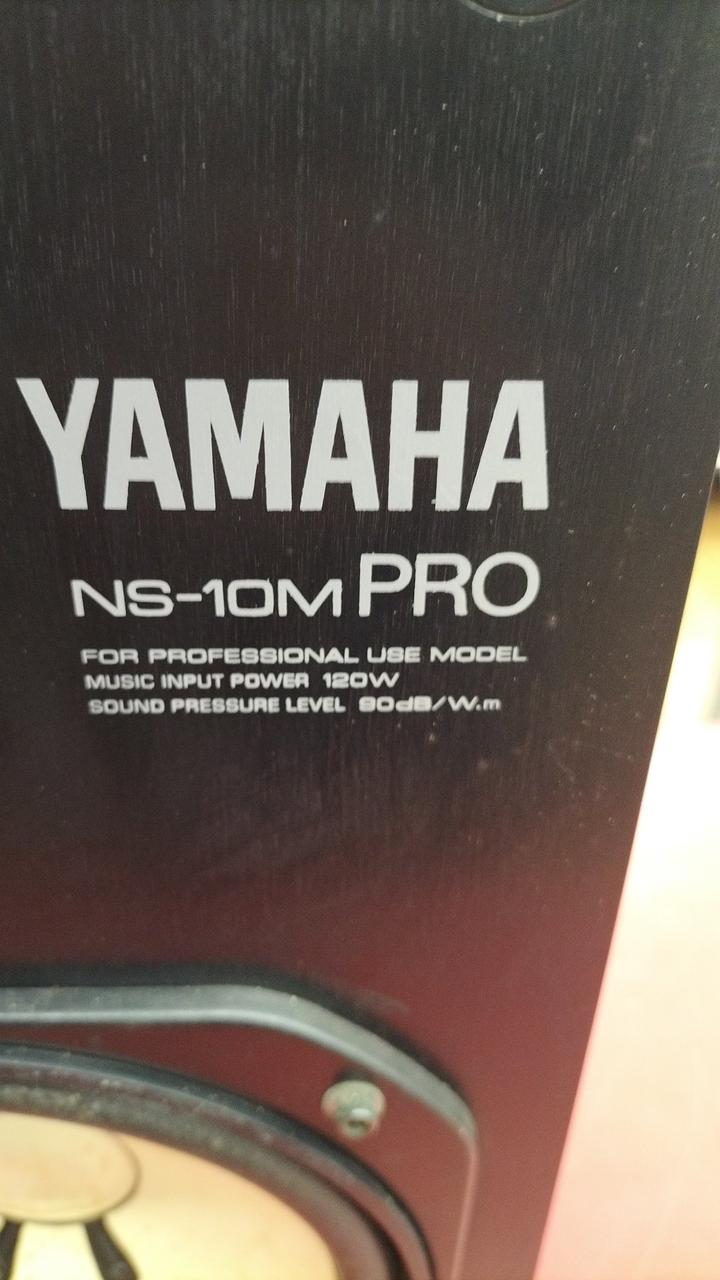 YAMAHA
NS-10M PRO
FOR PROFESSIONAL USE MODEL
MUSIC INPUT POWER 120W
SOUND PRESSURE LEVEL 90dB/W.m